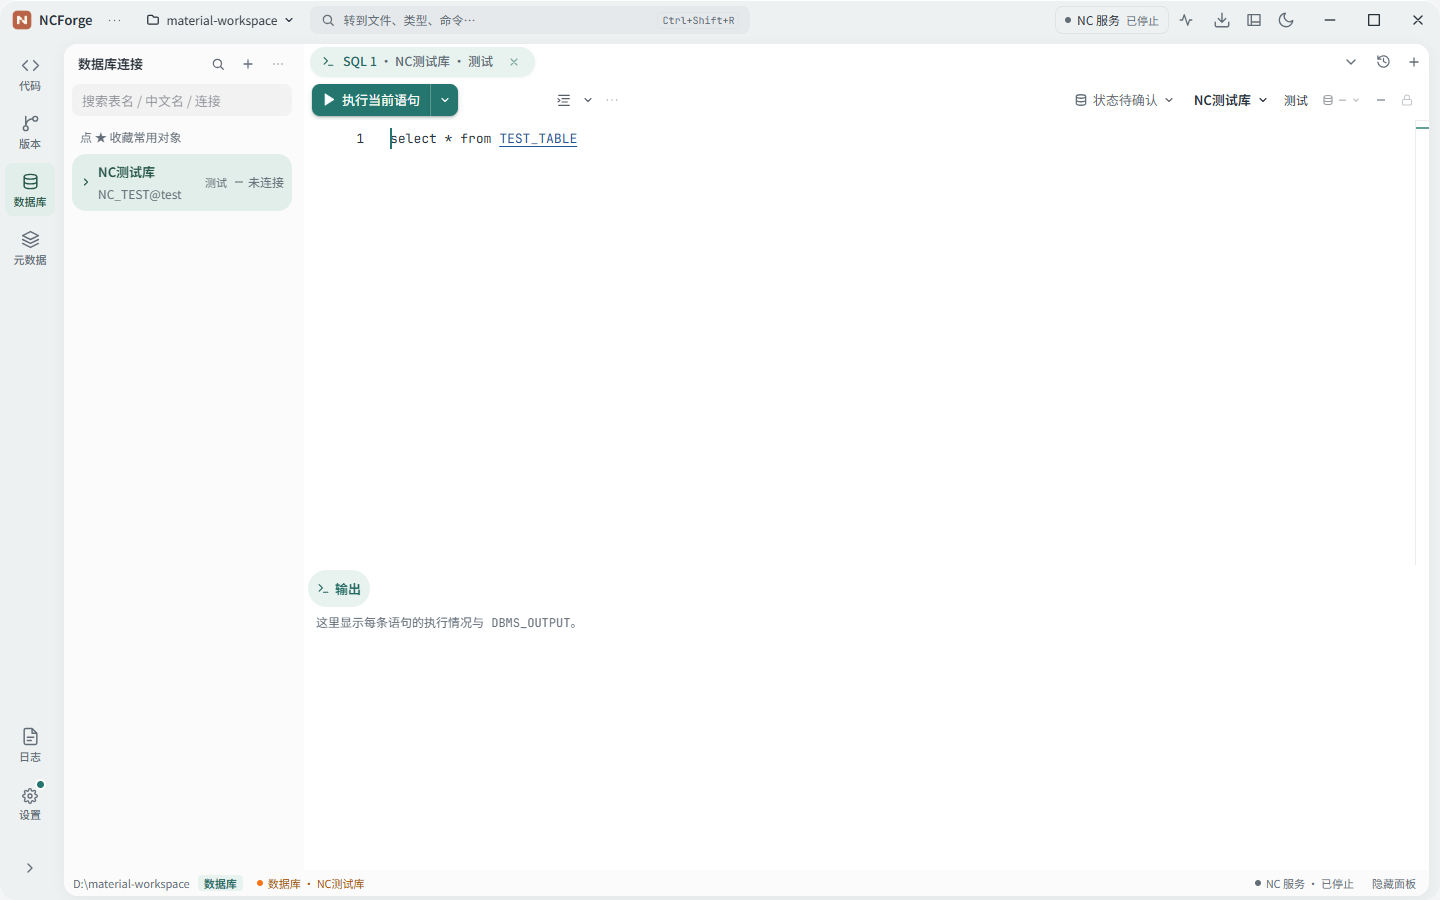 NCForge ··· material-workspace 转到文件、类型、命令… Ctrl+Shift+R NC 服务 已停止
代码
版本
数据库
元数据
日志
设置
数据库连接
搜索表名 / 中文名 / 连接
点 ★ 收藏常用对象
NC测试库
NC_TEST@test
测试 — 未连接
SQL 1 • NC测试库 • 测试
执行当前语句
状态待确认 NC测试库 测试
1 select * from TEST_TABLE
输出
这里显示每条语句的执行情况与 DBMS_OUTPUT。
D:\material-workspace 数据库 数据库 • NC测试库 NC 服务 • 已停止 隐藏面板